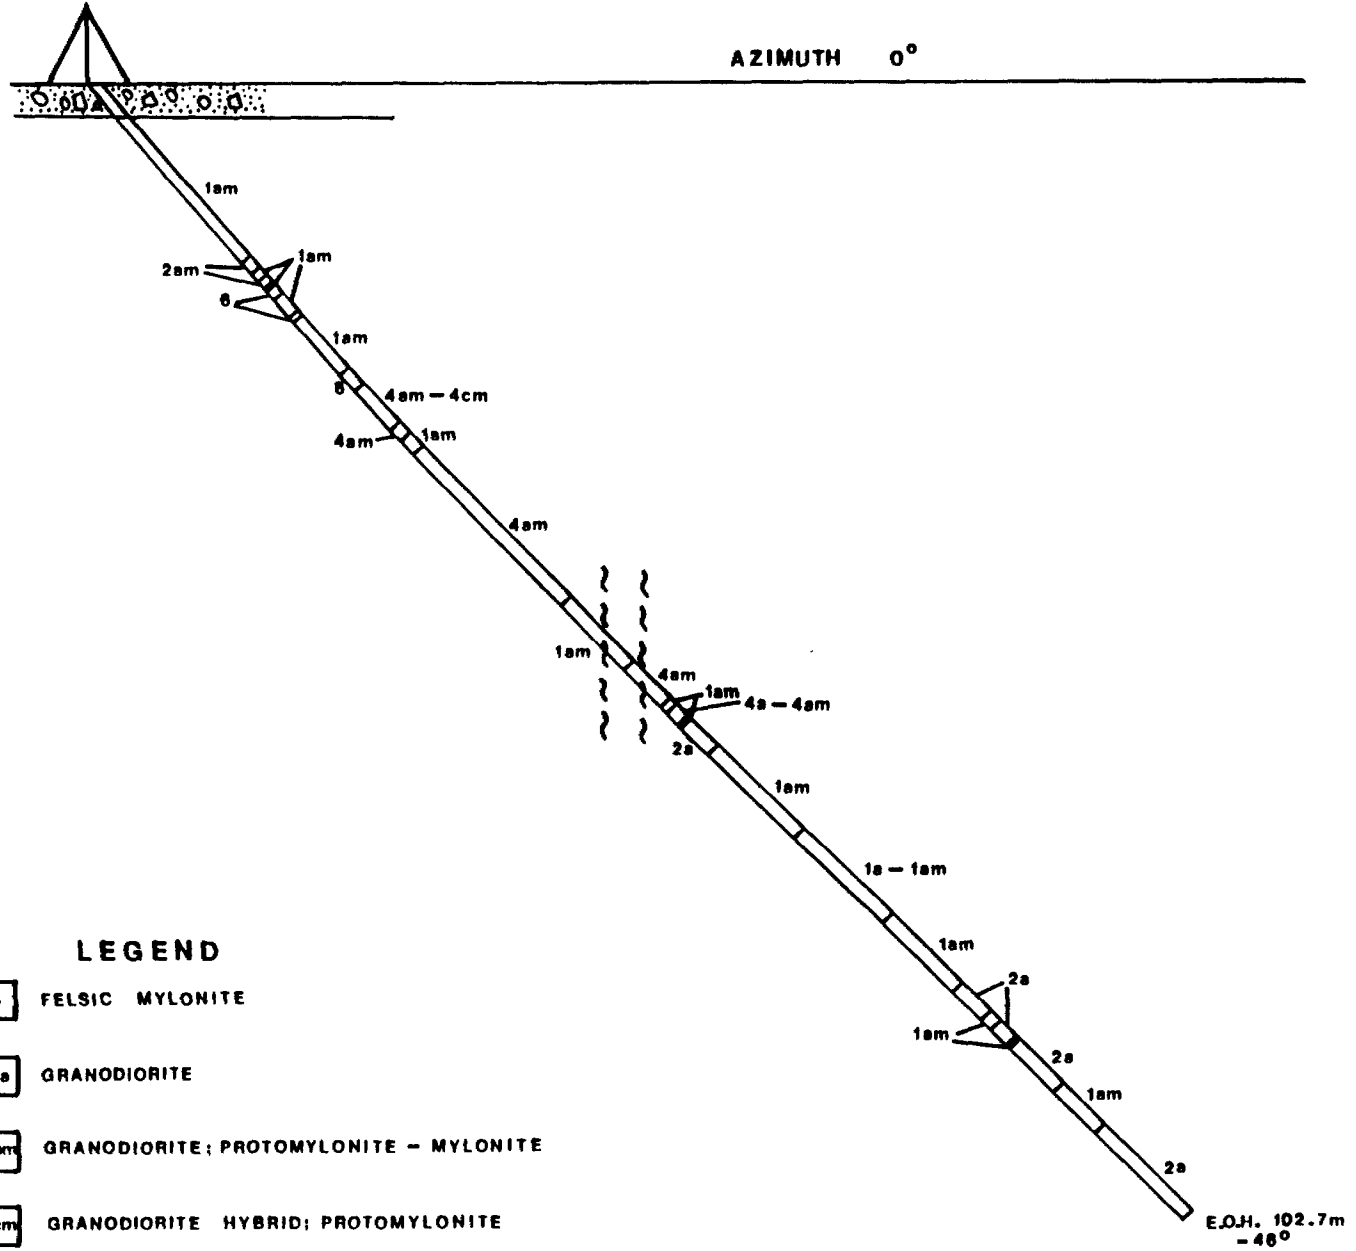 AZIMUTH 0°
1am
2am
1am
6
1am
6
4am – 4cm
4am
1am
4am
1am
4am
1am
4a – 4am
2a
1am
1a – 1am
1am
2a
1am
2a
1am
2a
E.O.H. 102.7m
-46°
LEGEND
FELSIC MYLONITE
a GRANODIORITE
GRANODIORITE; PROTOMYLONITE – MYLONITE
GRANODIORITE HYBRID; PROTOMYLONITE